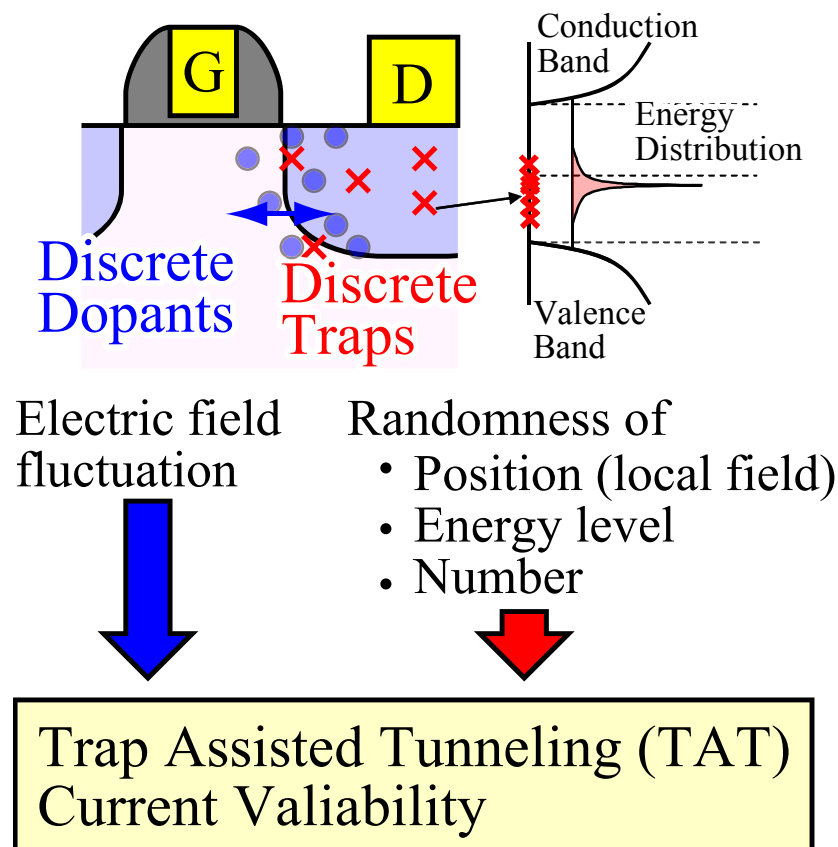 G
D
Conduction
Band
Energy
Distribution
Valence
Band
Discrete
Dopants
Discrete
Traps
Electric field
fluctuation
Randomness of
• Position (local field)
• Energy level
• Number
Trap Assisted Tunneling (TAT)
Current Valiability